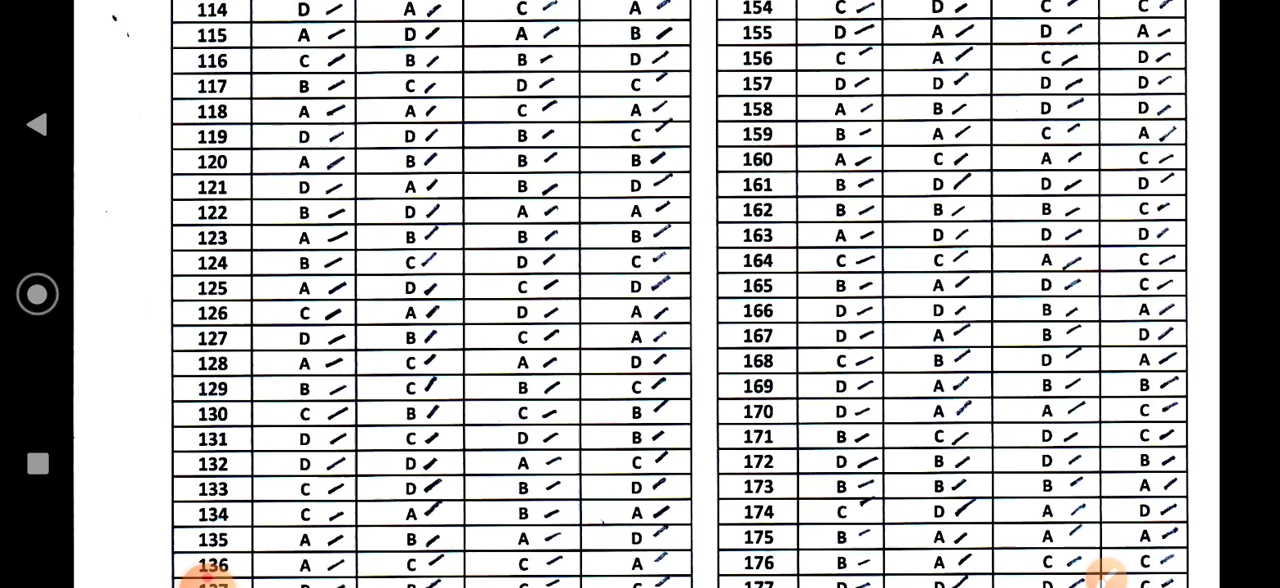 114 D A C A 154 C D C C
115 A D A B 155 D A D A
116 C B B D 156 C A C D
117 B C D C 157 D D D D
118 A A C A 158 A B D D
119 D D B C 159 B A C A
120 A B B B 160 A C A C
121 D A B D 161 B D D D
122 B D A A 162 B B B C
123 A B B B 163 A D D D
124 B C D C 164 C C A C
125 A D C D 165 B A D C
126 C A D A 166 D D B A
127 D B C A 167 D A B D
128 A C A D 168 C B D A
129 B C B C 169 D A B B
130 C B C B 170 D A A C
131 D C D B 171 B C D C
132 D D A C 172 D B D B
133 C D B D 173 B B B A
134 C A B A 174 C D A D
135 A B A D 175 B A A A
136 A C C A 176 B A C C